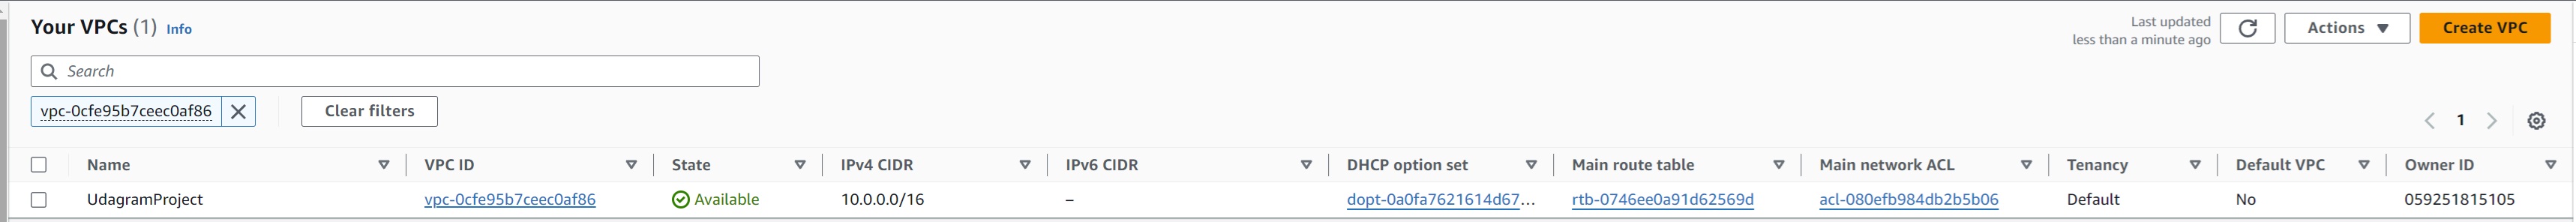 Your VPCs (1) Info
Last updated
less than a minute ago
Actions
Create VPC
Search
vpc-0cfe95b7ceec0af86
Clear filters
1
Name VPC ID State IPv4 CIDR IPv6 CIDR DHCP option set Main route table Main network ACL Tenancy Default VPC Owner ID
UdagramProject vpc-0cfe95b7ceec0af86 Available 10.0.0.0/16 – dopt-0a0fa7621614d67... rtb-0746ee0a91d62569d acl-080efb984db2b5b06 Default No 059251815105